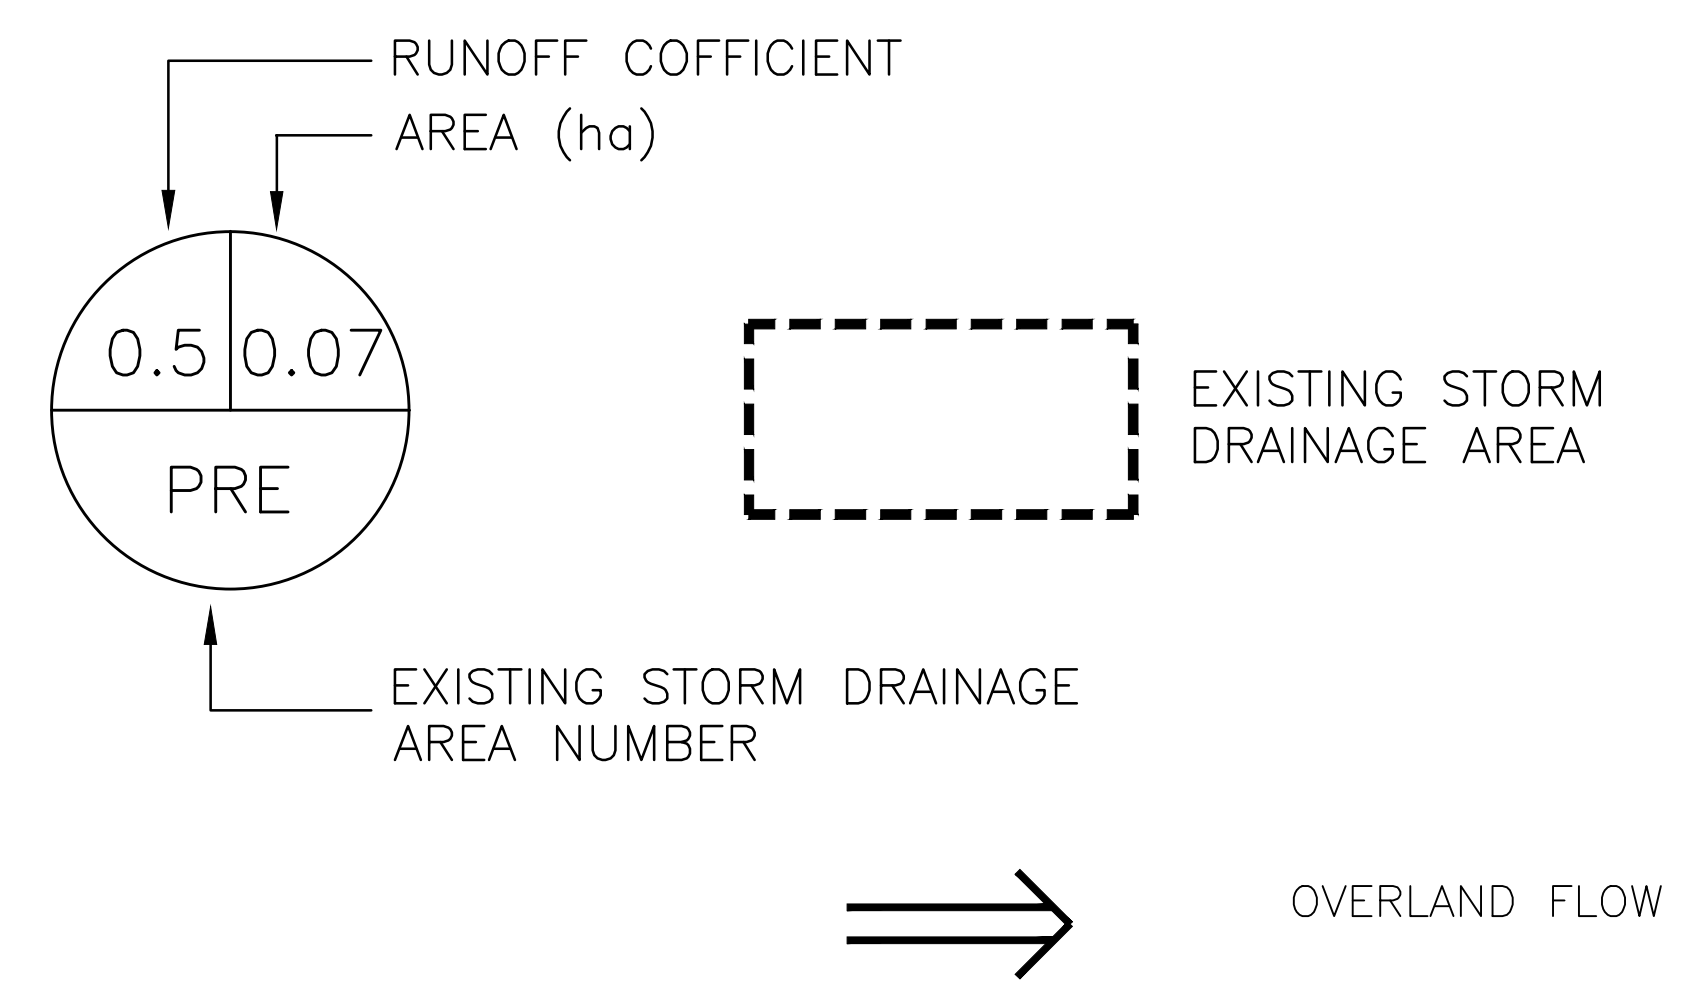 RUNOFF COFFICIENT
AREA (ha)
0.5 0.07
PRE
EXISTING STORM
DRAINAGE AREA
EXISTING STORM DRAINAGE
AREA NUMBER
OVERLAND FLOW